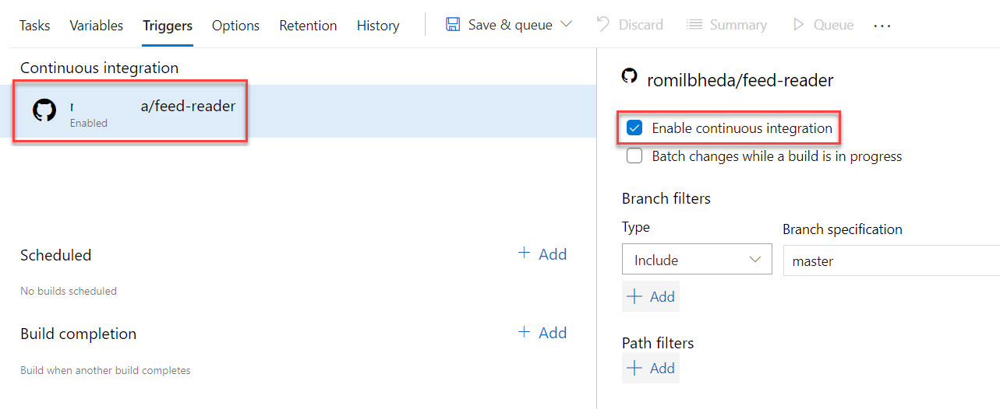 Tasks Variables Triggers Options Retention History Save & queue Discard Summary Queue ...
Continuous integration
a/feed-reader
Enabled
Scheduled + Add
No builds scheduled
Build completion + Add
Build when another build completes
romilbheda/feed-reader
Enable continuous integration
Batch changes while a build is in progress
Branch filters
Type Branch specification
Include master
+ Add
Path filters
+ Add